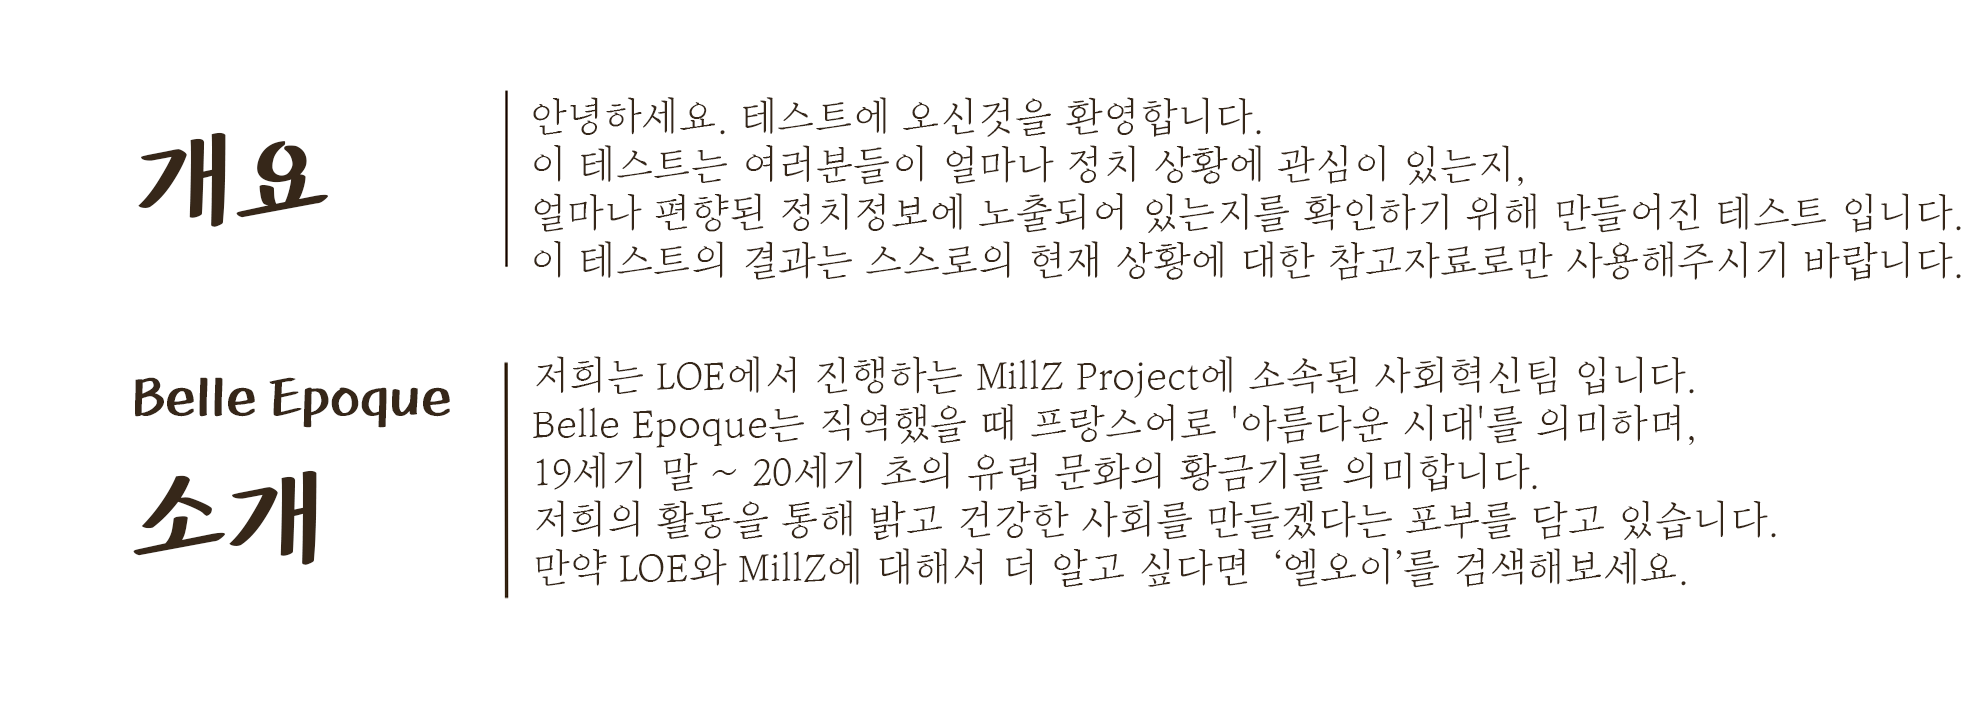 개요
안녕하세요. 테스트에 오신것을 환영합니다.
이 테스트는 여러분들이 얼마나 정치 상황에 관심이 있는지,
얼마나 편향된 정치정보에 노출되어 있는지를 확인하기 위해 만들어진 테스트 입니다.
이 테스트의 결과는 스스로의 현재 상황에 대한 참고자료로만 사용해주시기 바랍니다.
Belle Epoque
소개
저희는 LOE에서 진행하는 MillZ Project에 소속된 사회혁신팀 입니다.
Belle Epoque는 직역했을 때 프랑스어로 '아름다운 시대'를 의미하며,
19세기 말 ~ 20세기 초의 유럽 문화의 황금기를 의미합니다.
저희의 활동을 통해 밝고 건강한 사회를 만들겠다는 포부를 담고 있습니다.
만약 LOE와 MillZ에 대해서 더 알고 싶다면 ‘엘오이’를 검색해보세요.